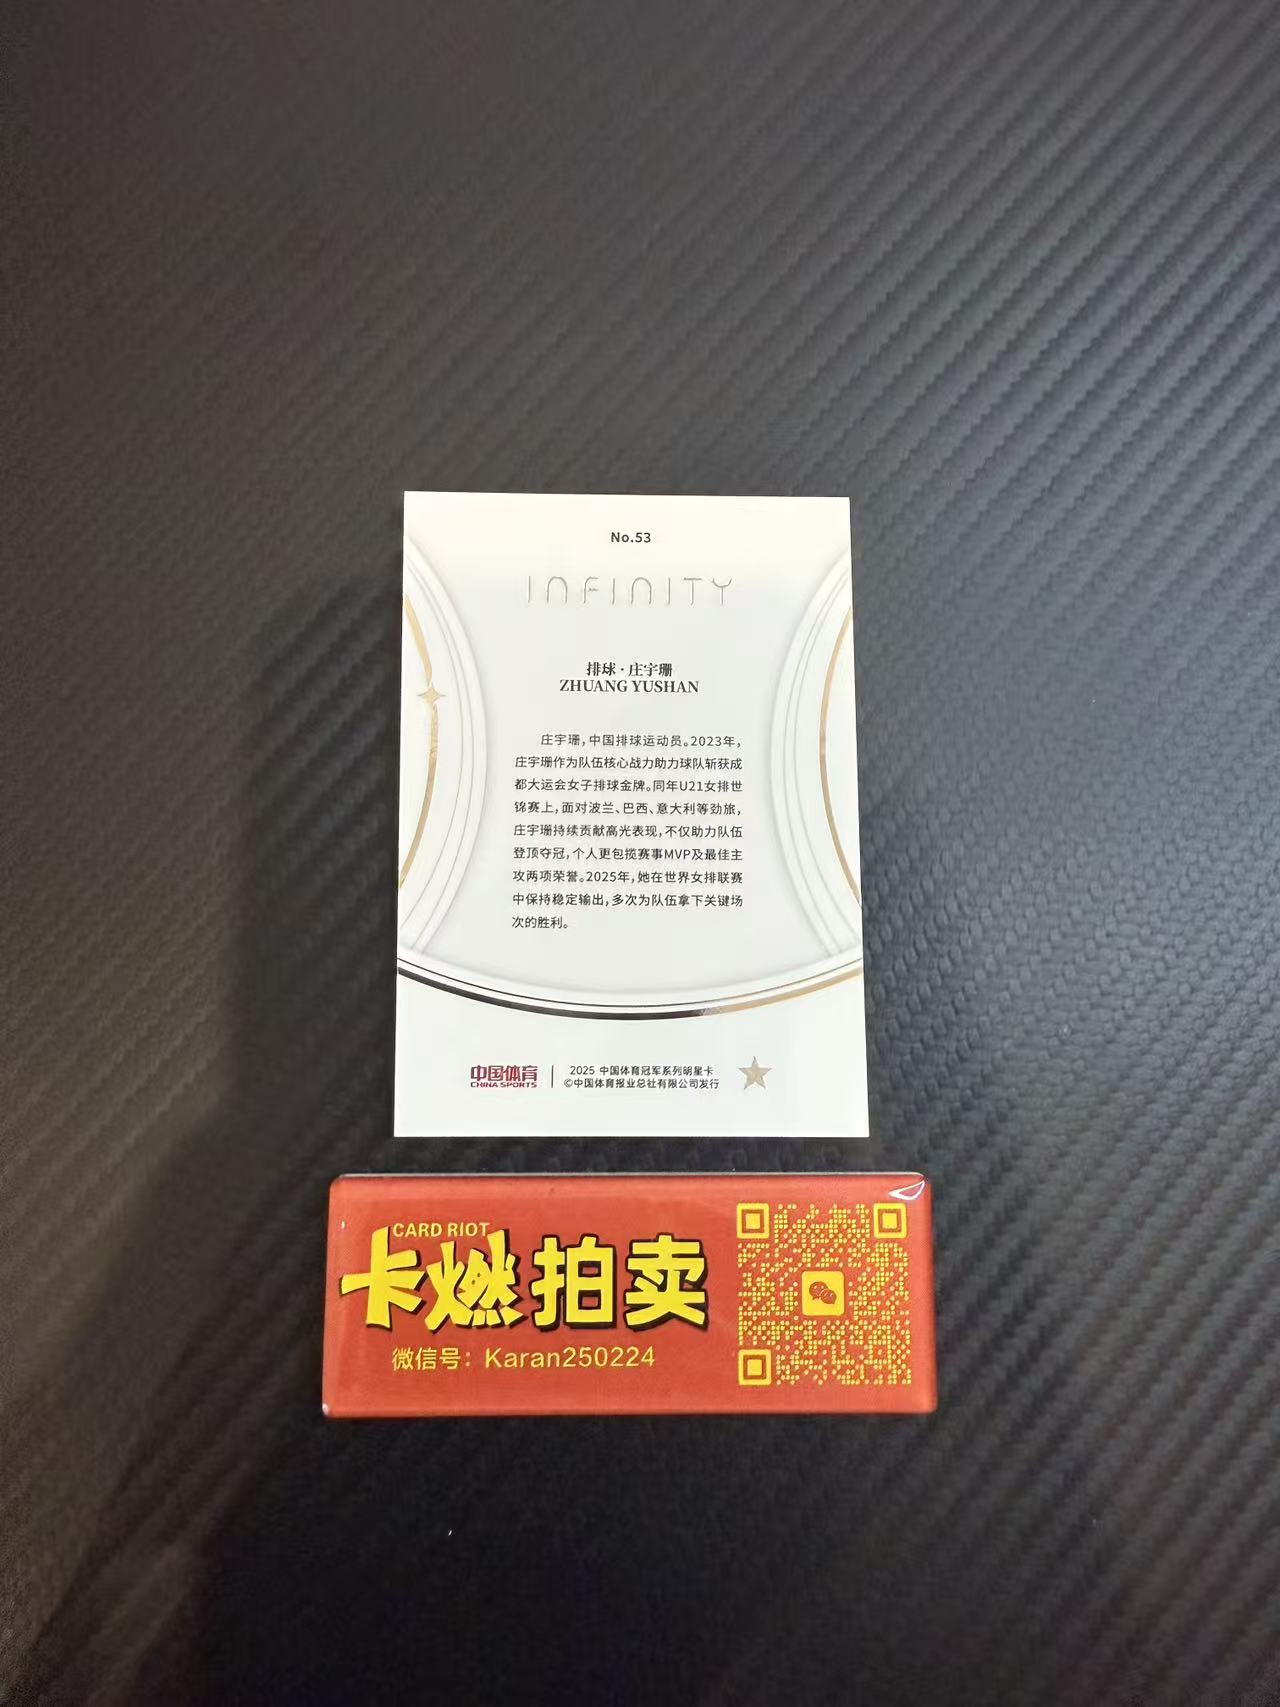 No.53
INFINITY
排球·庄宇珊
ZHUANG YUSHAN
庄宇珊,中国排球运动员。2023年,
庄宇珊作为队伍核心战力助力球队斩获成
都大运会女子排球金牌。同年U21女排世
锦赛上,面对波兰、巴西、意大利等劲旅,
庄宇珊持续贡献高光表现,不仅助力队伍
登顶夺冠,个人更包揽赛事MVP及最佳主
攻两项荣誉。2025年,她在世界女排联赛
中保持稳定输出,多次为队伍拿下关键场
次的胜利。
中国体育
CHINA SPORTS
2025 中国体育冠军系列明星卡
©中国体育报业总社有限公司发行
CARD RIOT
卡燃拍卖
微信号：Karan250224